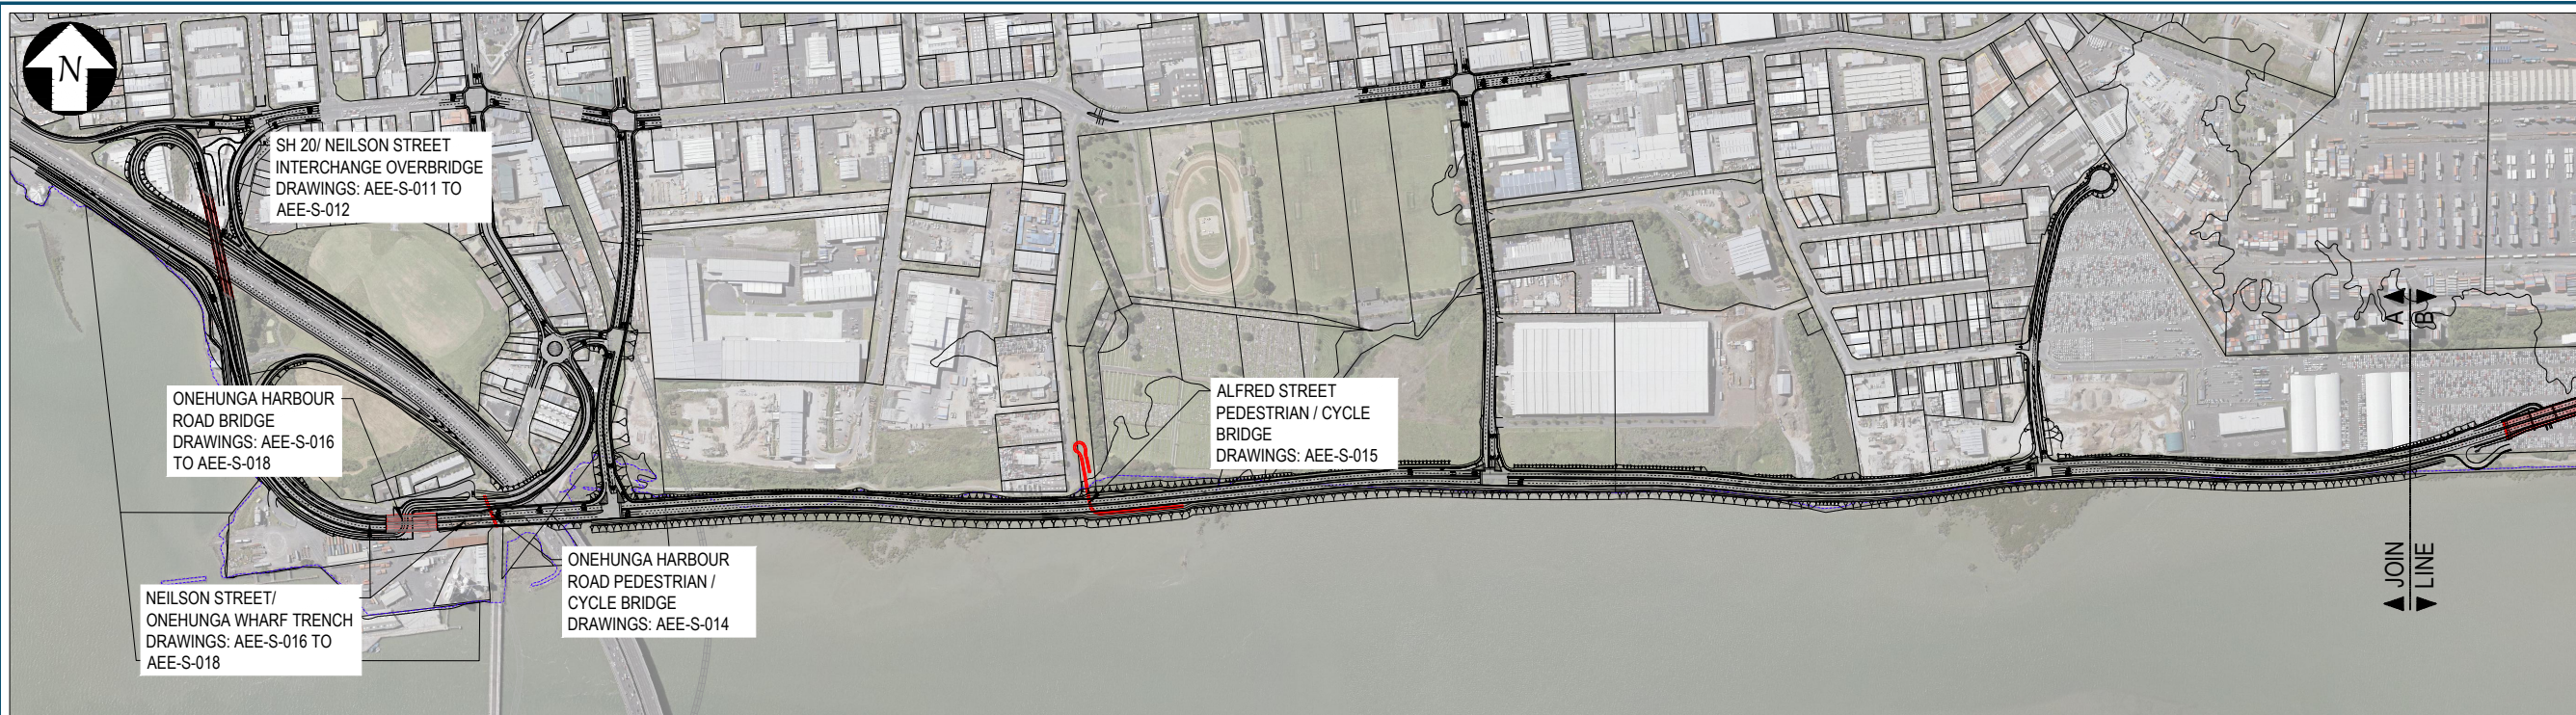 N
SH 20/ NEILSON STREET
INTERCHANGE OVERBRIDGE
DRAWINGS: AEE-S-011 TO
AEE-S-012
ONEHUNGA HARBOUR
ROAD BRIDGE
DRAWINGS: AEE-S-016
TO AEE-S-018
ALFRED STREET
PEDESTRIAN / CYCLE
BRIDGE
DRAWINGS: AEE-S-015
ONEHUNGA HARBOUR
ROAD PEDESTRIAN /
CYCLE BRIDGE
DRAWINGS: AEE-S-014
NEILSON STREET/
ONEHUNGA WHARF TRENCH
DRAWINGS: AEE-S-016 TO
AEE-S-018
A
B
JOIN
LINE